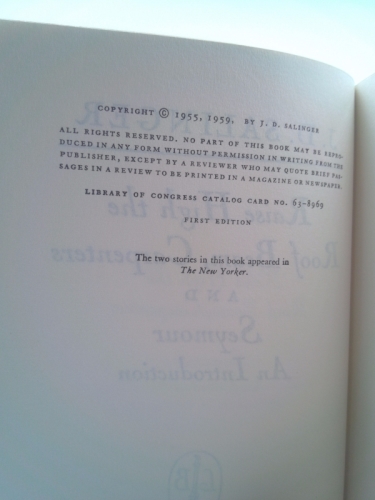 COPYRIGHT © 1955, 1959, BY J. D. SALINGER
ALL RIGHTS RESERVED. NO PART OF THIS BOOK MAY BE REPRO-
DUCED IN ANY FORM WITHOUT PERMISSION IN WRITING FROM THE
PUBLISHER, EXCEPT BY A REVIEWER WHO MAY QUOTE BRIEF PAS-
SAGES IN A REVIEW TO BE PRINTED IN A MAGAZINE OR NEWSPAPER.
LIBRARY OF CONGRESS CATALOG CARD NO. 63-8969
FIRST EDITION
The two stories in this book appeared in
The New Yorker.